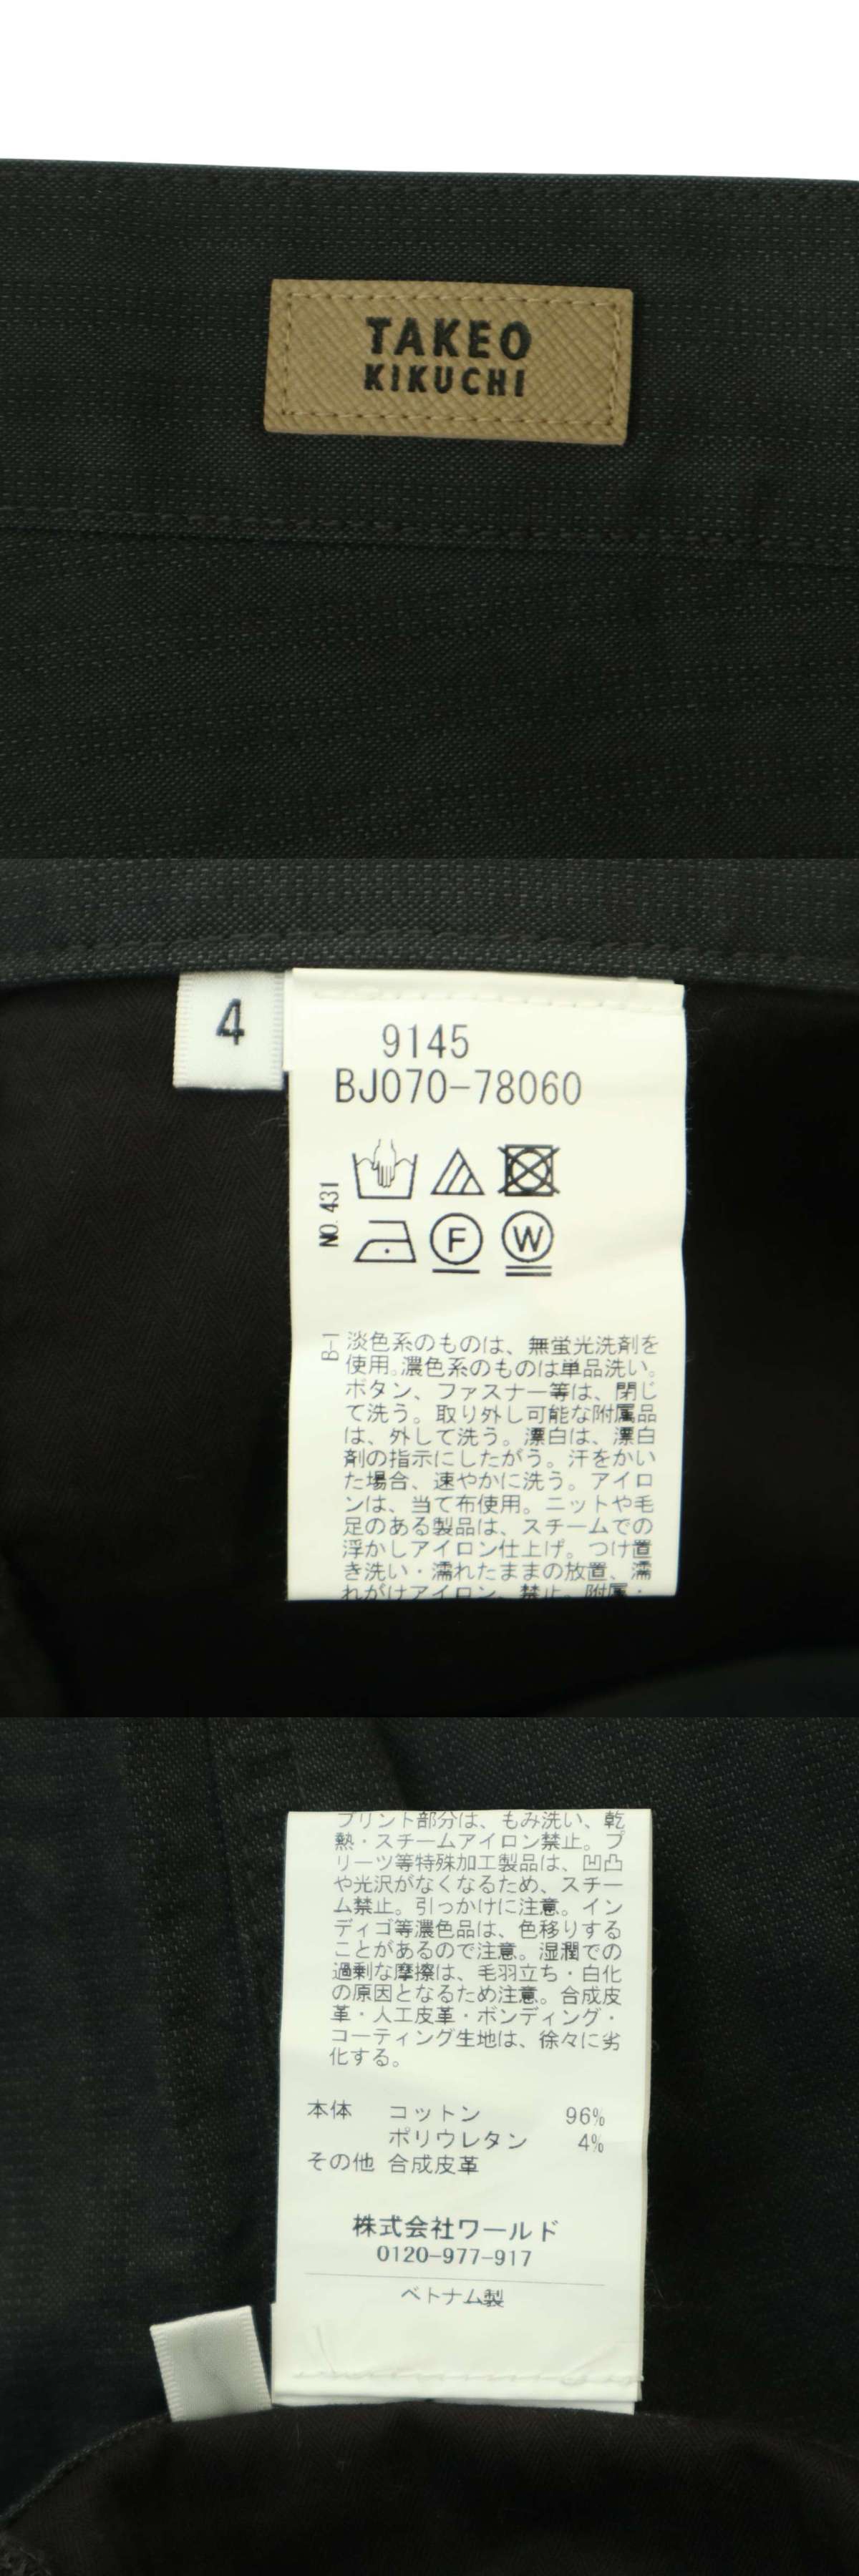 TAKEO
KIKUCHI
4
9145
BJ070-78060
NO.431
F
W
B-1
淡色系のものは、無蛍光洗剤を
使用。濃色系のものは単品洗い。
ボタン、ファスナー等は、閉じ
て洗う。取り外し可能な附属品
は、外して洗う。漂白は、漂白
剤の指示にしたがう。汗をかい
た場合、速やかに洗う。アイロ
ンは、当て布使用。ニットや毛
足のある製品は、スチームでの
浮かしアイロン仕上げ。つけ置
き洗い・濡れたままの放置、濡
れがけアイロン、禁止。附属・
プリント部分は、もみ洗い、乾
熱・スチームアイロン禁止。プ
リーツ等特殊加工製品は、凹凸
や光沢がなくなるため、スチー
ム禁止。引っかけに注意。イン
ディゴ等濃色品は、色移りする
ことがあるので注意。湿潤での
過剰な摩擦は、毛羽立ち・白化
の原因となるため注意。合成皮
革・人工皮革・ボンディング・
コーティング生地は、徐々に劣
化する。
本体 コットン 96%
ポリウレタン 4%
その他 合成皮革
株式会社ワールド
0120-977-917
ベトナム製